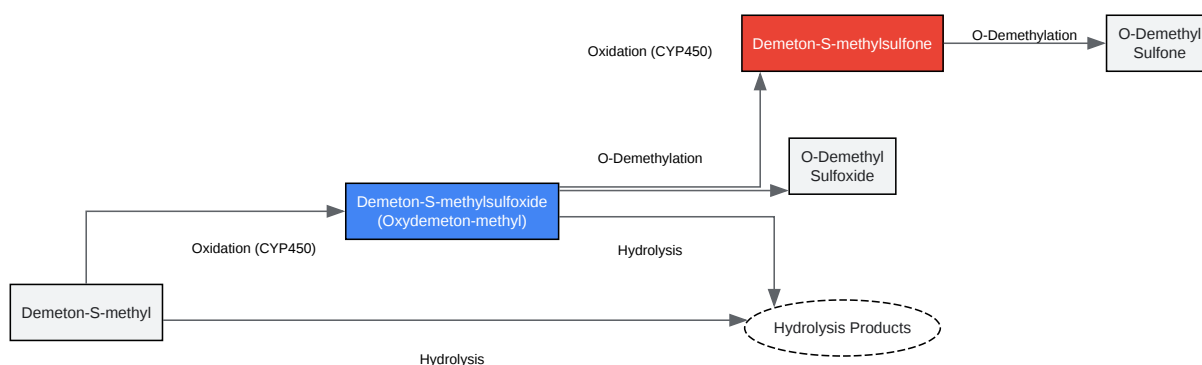 Demeton-S-methylsulfone
O-Demethylation
O-Demethyl
Sulfone
Oxidation (CYP450)
O-Demethylation
O-Demethyl
Sulfoxide
Demeton-S-methylsulfoxide
(Oxydemeton-methyl)
Oxidation (CYP450)
Hydrolysis
Demeton-S-methyl
Hydrolysis Products
Hydrolysis